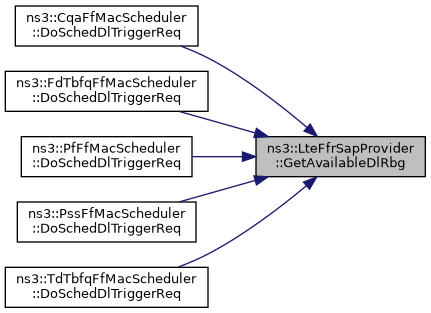 ns3::CqaFfMacScheduler
::DoSchedDlTriggerReq
ns3::FdTbfqFfMacScheduler
::DoSchedDlTriggerReq
ns3::LteFfrSapProvider
::GetAvailableDlRbg
ns3::PfFfMacScheduler
::DoSchedDlTriggerReq
ns3::PssFfMacScheduler
::DoSchedDlTriggerReq
ns3::TdTbfqFfMacScheduler
::DoSchedDlTriggerReq